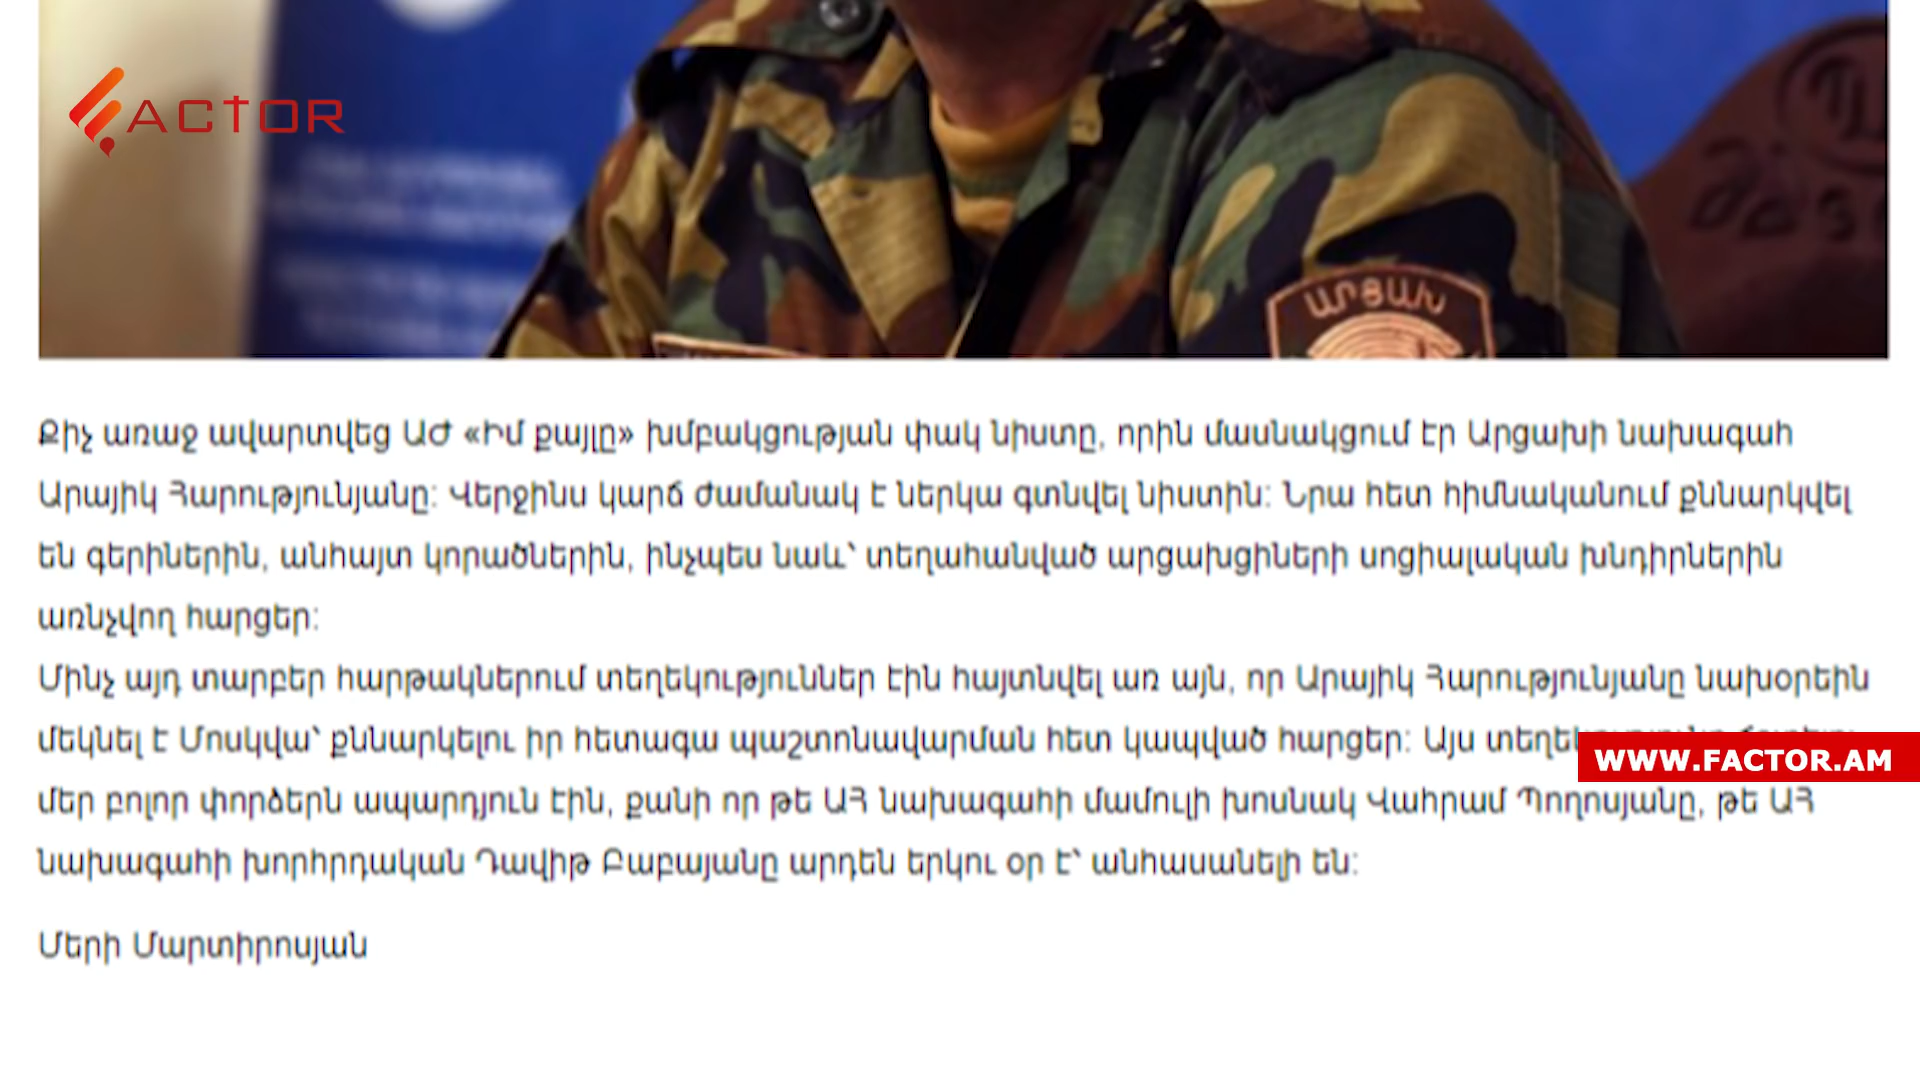 FACTOR
ԱՐՑԱԽ
Քիչ առաջ ավարտվեց ԱԺ «Իմ քայլը» խմբակցության փակ նիստը, որին մասնակցում էր Արցախի նախագահ
Արայիկ Հարությունյանը: Վերջինս կարճ ժամանակ է ներկա գտնվել նիստին: Նրա հետ հիմնականում քննարկվել
են գերիներին, անհայտ կորածներին, ինչպես նաև՝ տեղահանված արցախցիների սոցիալական խնդիրներին
առնչվող հարցեր:
Մինչ այդ տարբեր հարթակներում տեղեկություններ էին հայտնվել առ այն, որ Արայիկ Հարությունյանը նախօրեին
մեկնել է Մոսկվա՝ քննարկելու իր հետագա պաշտոնավարման հետ կապված հարցեր: Այս
WWW.FACTOR.AM
մեր բոլոր փորձերն ապարդյուն էին, քանի որ թե ԱՀ նախագահի մամուլի խոսնակ Վահրամ Պողոսյանը, թե ԱՀ
նախագահի խորհրդական Դավիթ Բաբայանը արդեն երկու օր է՝ անհասանելի են:
Մերի Մարտիրոսյան